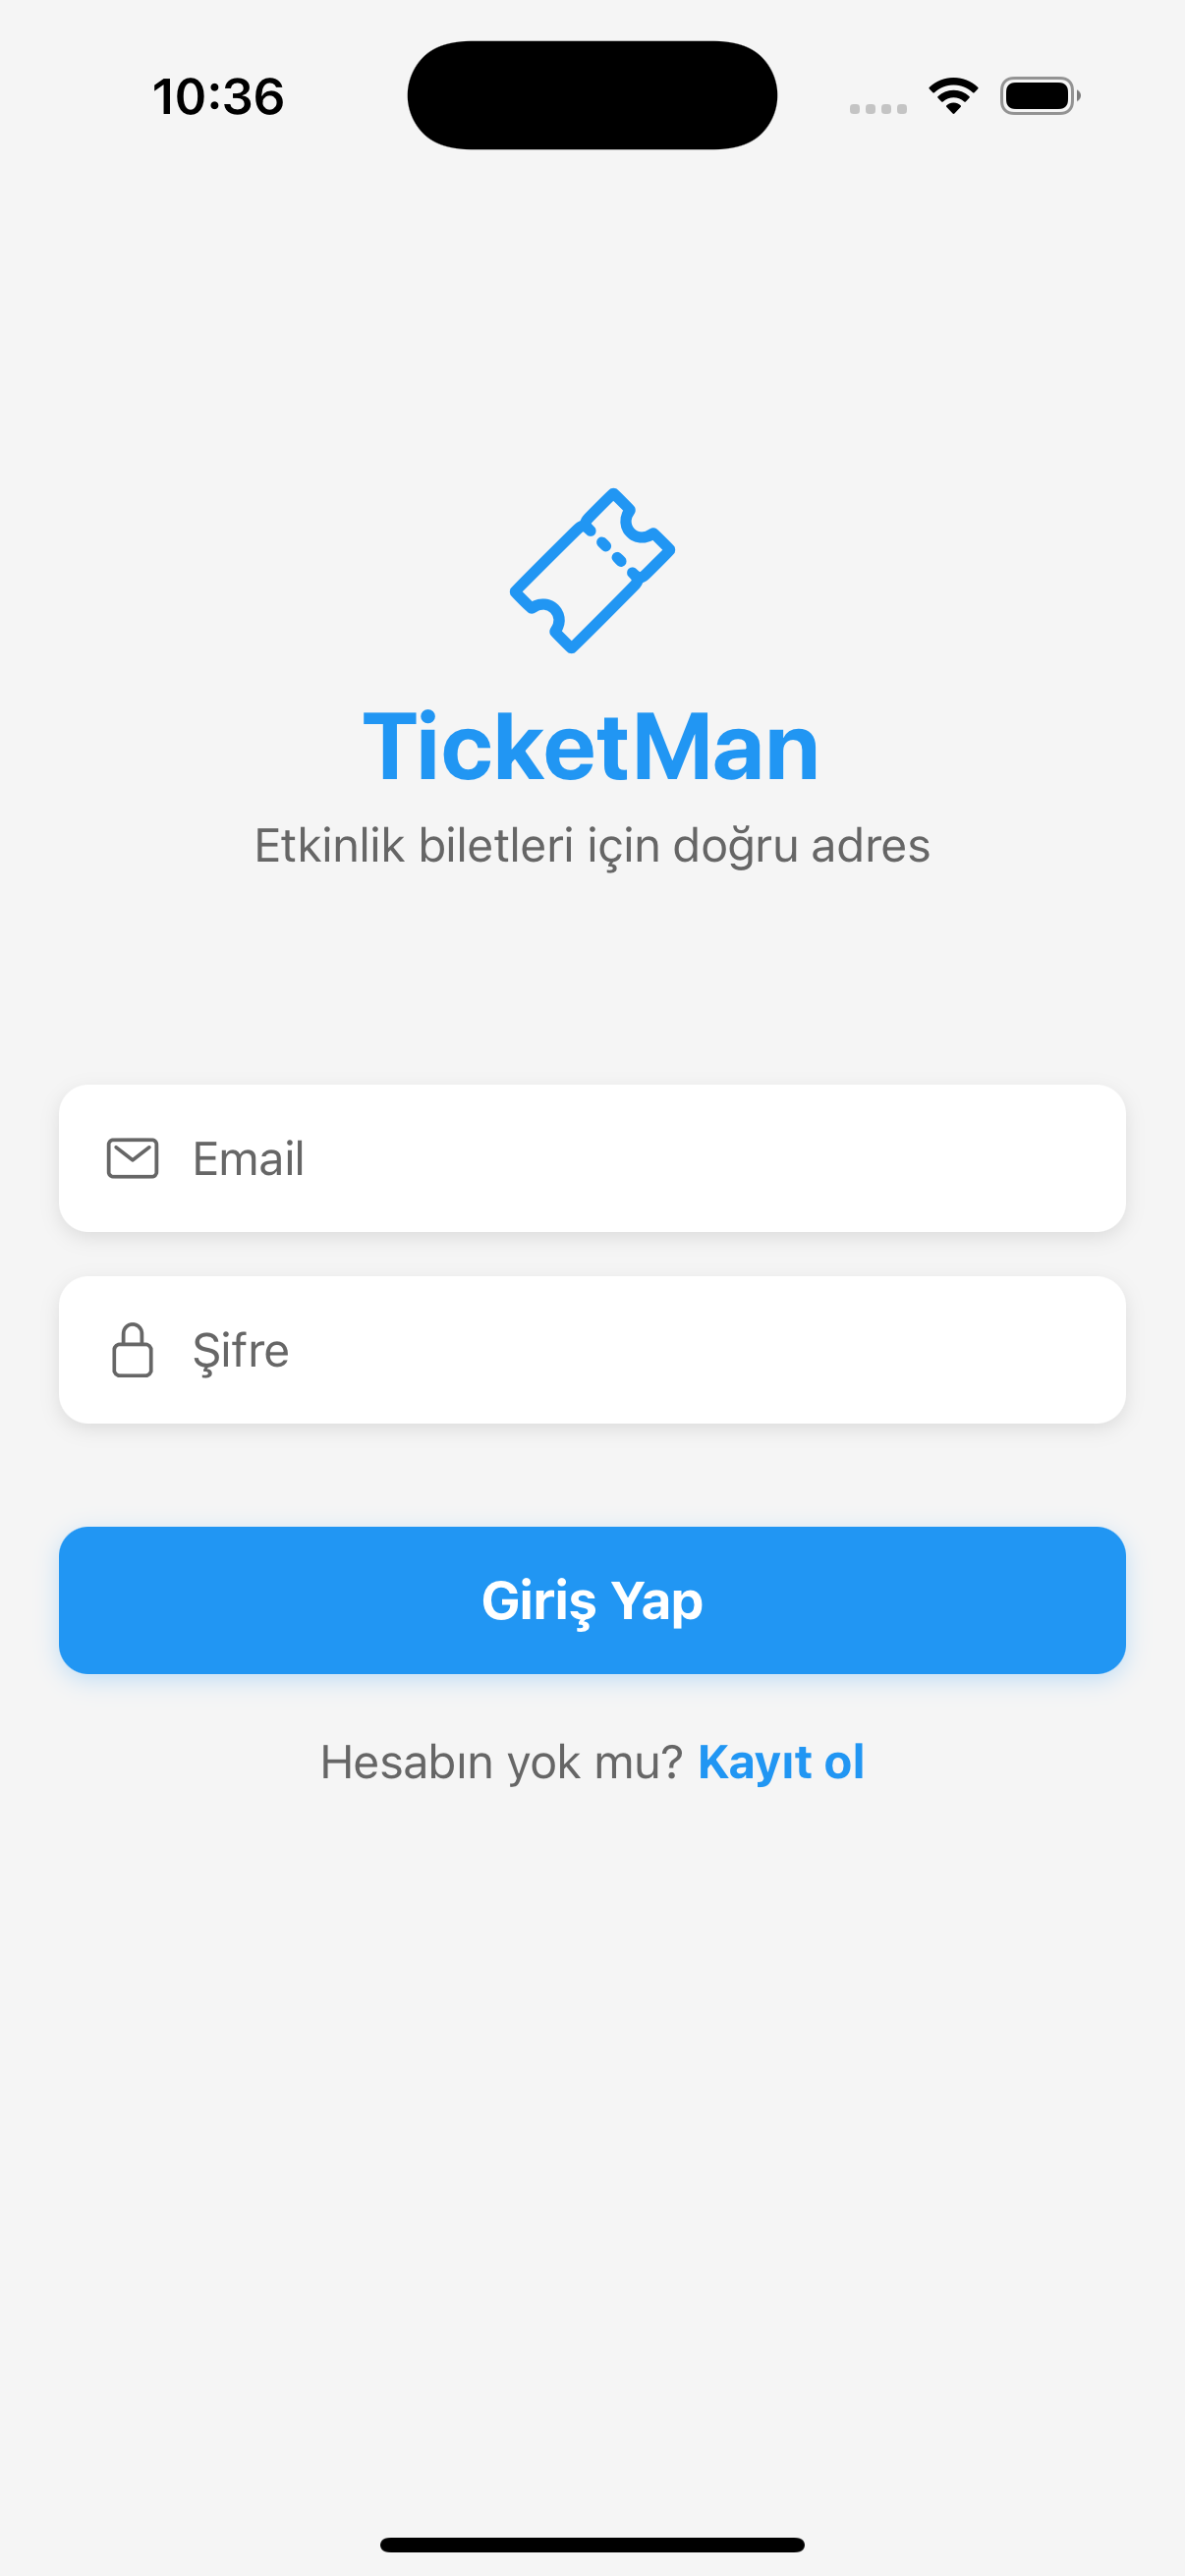 10:36
TicketMan
Etkinlik biletleri için doğru adres
Email
Şifre
Giriş Yap
Hesabın yok mu? Kayıt ol